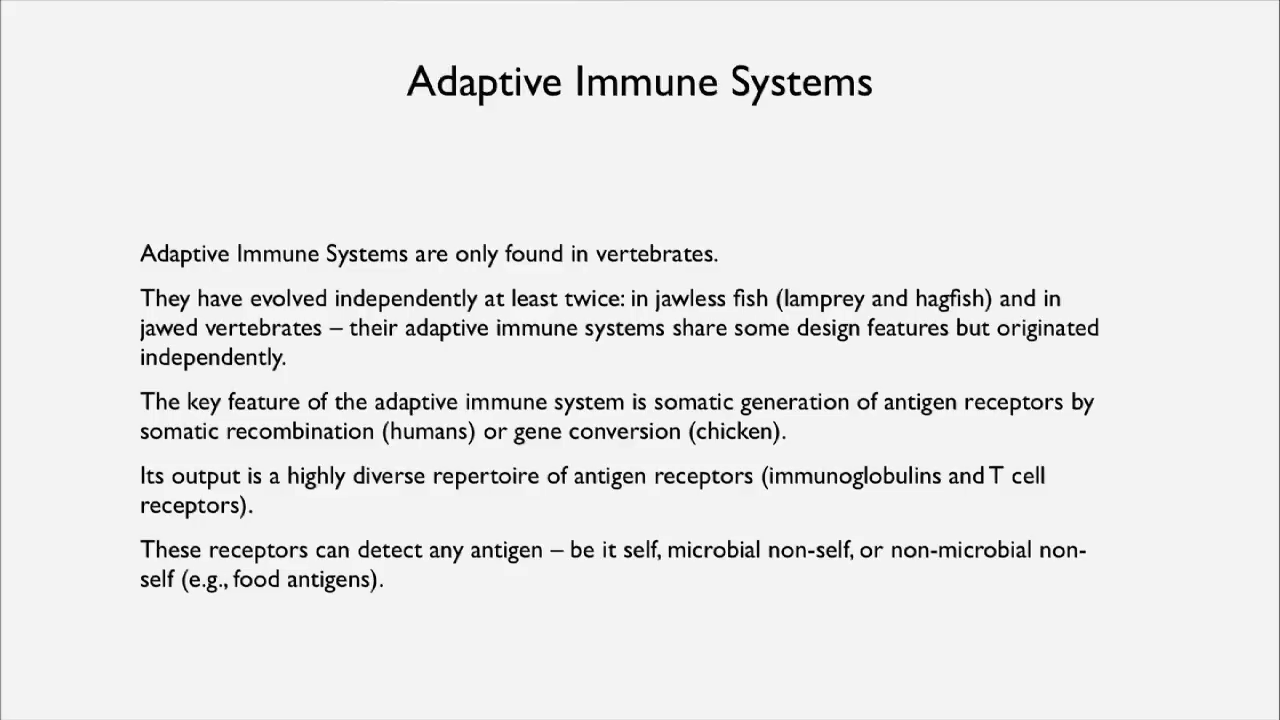 Adaptive Immune Systems
Adaptive Immune Systems are only found in vertebrates.
They have evolved independently at least twice: in jawless fish (lamprey and hagfish) and in
jawed vertebrates – their adaptive immune systems share some design features but originated
independently.
The key feature of the adaptive immune system is somatic generation of antigen receptors by
somatic recombination (humans) or gene conversion (chicken).
Its output is a highly diverse repertoire of antigen receptors (immunoglobulins and T cell
receptors).
These receptors can detect any antigen – be it self, microbial non-self, or non-microbial non-
self (e.g., food antigens).